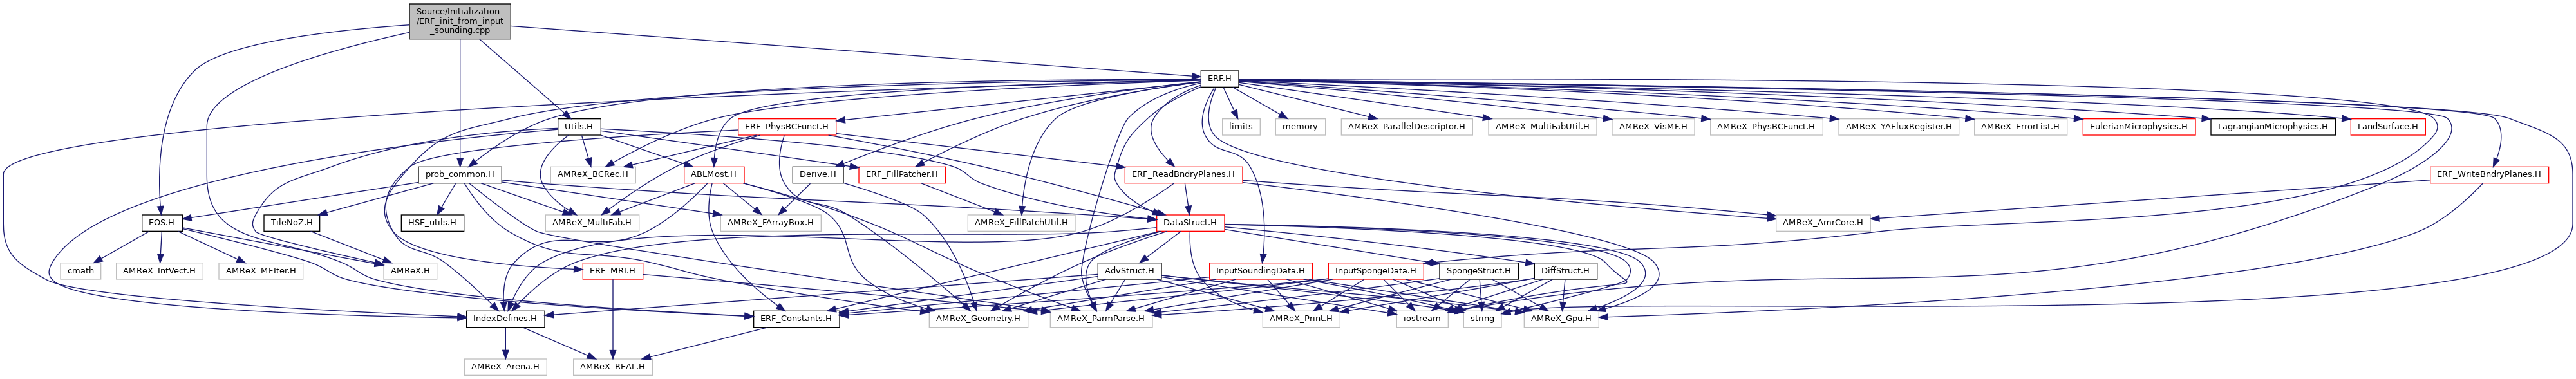 Source/Initialization
/ERF_init_from_input
_sounding.cpp
ERF.H
Utils.H
ERF_PhysBCFunct.H
limits
memory
AMReX_ParallelDescriptor.H
AMReX_MultiFabUtil.H
AMReX_VisMF.H
AMReX_PhysBCFunct.H
AMReX_YAFluxRegister.H
AMReX_ErrorList.H
EulerianMicrophysics.H
LagrangianMicrophysics.H
LandSurface.H
prob_common.H
AMReX_BCRec.H
ABLMost.H
Derive.H
ERF_FillPatcher.H
ERF_ReadBndryPlanes.H
ERF_WriteBndryPlanes.H
EOS.H
TileNoZ.H
HSE_utils.H
AMReX_MultiFab.H
AMReX_FArrayBox.H
AMReX_FillPatchUtil.H
DataStruct.H
AMReX_AmrCore.H
cmath
AMReX_IntVect.H
AMReX_MFIter.H
AMReX.H
ERF_MRI.H
AdvStruct.H
InputSoundingData.H
InputSpongeData.H
SpongeStruct.H
DiffStruct.H
IndexDefines.H
ERF_Constants.H
AMReX_Geometry.H
AMReX_ParmParse.H
AMReX_Print.H
iostream
string
AMReX_Gpu.H
AMReX_Arena.H
AMReX_REAL.H